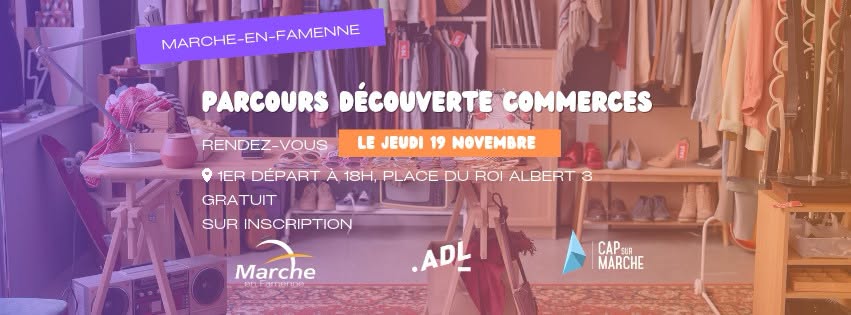 MARCHE-EN-FAMENNE
PARCOURS DÉCOUVERTE COMMERCES
RENDEZ-VOUS LE JEUDI 19 NOVEMBRE
1ER DÉPART À 18H, PLACE DU ROI ALBERT 3
GRATUIT
SUR INSCRIPTION
Marche
en Famenne
.ADL
CAP
SUR
MARCHE